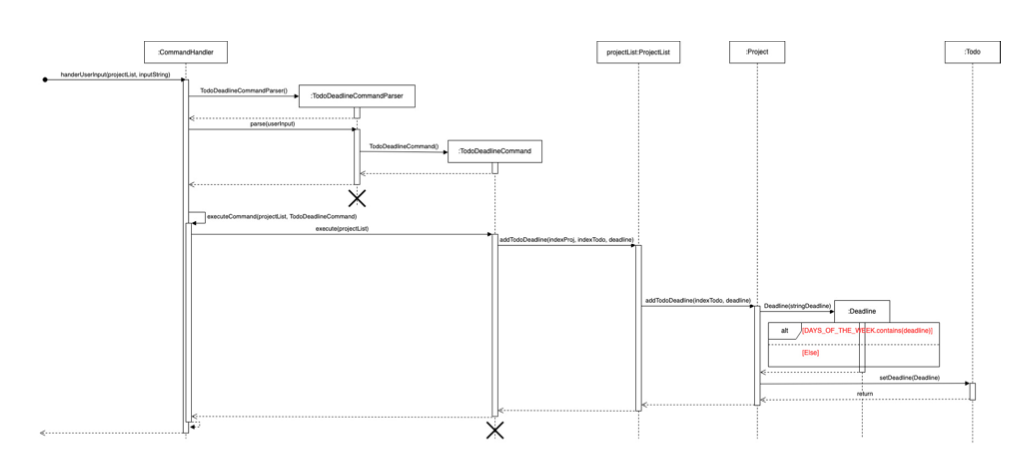 :CommandHandler
projectList:ProjectList
:Project
:Todo
handerUserInput(projectList, inputString)
TodoDeadlineCommandParser()
:TodoDeadlineCommandParser
parse(userInput)
TodoDeadlineCommand()
:TodoDeadlineCommand
executeCommand(projectList, TodoDeadlineCommand)
execute(projectList)
addTodoDeadline(indexProj, indexTodo, deadline)
addTodoDeadline(indexTodo, deadline)
Deadline(stringDeadline)
:Deadline
alt
[DAYS_OF_THE_WEEK.contains(deadline)]
[Else]
setDeadline(Deadline)
return